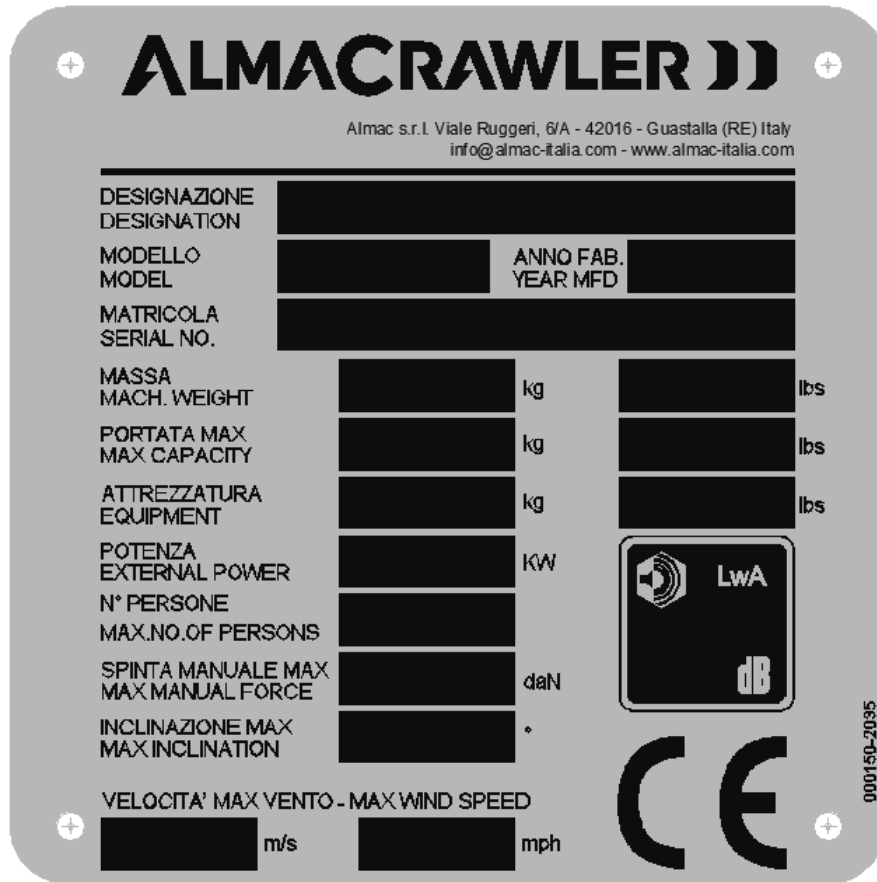 ALMACRAWLER
Almac s.r.l. Viale Ruggeri, 6/A - 42016 - Guastalla (RE) Italy
info@almac-italia.com - www.almac-italia.com
DESIGNAZIONE
DESIGNATION
MODELLO
MODEL
ANNO FAB.
YEAR MFD
MATRICOLA
SERIAL NO.
MASSA
MACH. WEIGHT
kg
lbs
PORTATA MAX
MAX CAPACITY
kg
lbs
ATTREZZATURA
EQUIPMENT
kg
lbs
POTENZA
EXTERNAL POWER
KW
LwA
dB
N° PERSONE
MAX.NO.OF PERSONS
SPINTA MANUALE MAX
MAX MANUAL FORCE
daN
INCLINAZIONE MAX
MAX INCLINATION
°
VELOCITA' MAX VENTO - MAX WIND SPEED
m/s
mph
CE
000150-2035